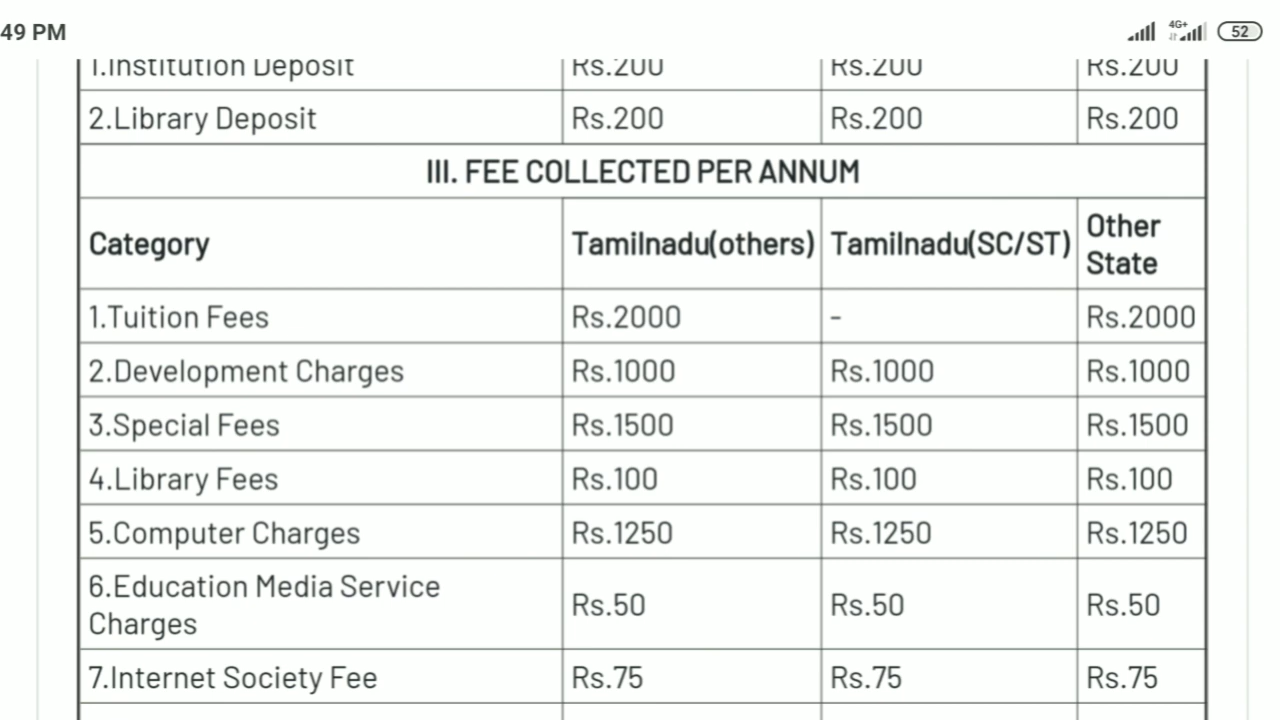 49 PM 4G+ 52
1.Institution Deposit Rs.200 Rs.200 Rs.200
2.Library Deposit Rs.200 Rs.200 Rs.200
III. FEE COLLECTED PER ANNUM
Category Tamilnadu(others) Tamilnadu(SC/ST) Other State
1.Tuition Fees Rs.2000 - Rs.2000
2.Development Charges Rs.1000 Rs.1000 Rs.1000
3.Special Fees Rs.1500 Rs.1500 Rs.1500
4.Library Fees Rs.100 Rs.100 Rs.100
5.Computer Charges Rs.1250 Rs.1250 Rs.1250
6.Education Media Service Charges Rs.50 Rs.50 Rs.50
7.Internet Society Fee Rs.75 Rs.75 Rs.75